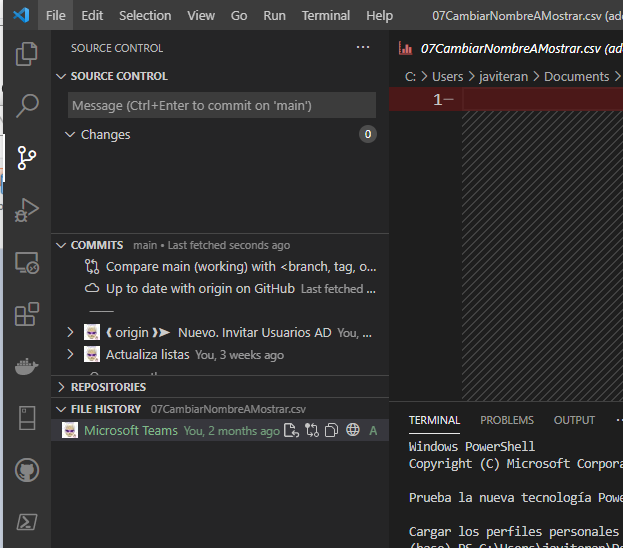 File Edit Selection View Go Run Terminal Help 07CambiarNombreAMostrar.csv (ad
SOURCE CONTROL ...
SOURCE CONTROL
Message (Ctrl+Enter to commit on 'main')
Changes 0
COMMITS main • Last fetched seconds ago
Compare main (working) with <branch, tag, o...
Up to date with origin on GitHub Last fetched ...
❰ origin ❱➤ Nuevo. Invitar Usuarios AD You, ...
Actualiza listas You, 3 weeks ago
REPOSITORIES
FILE HISTORY 07CambiarNombreAMostrar.csv
Microsoft Teams You, 2 months ago A
07CambiarNombreAMostrar.csv (ad
C: > Users > javiteran > Documents >
1−
TERMINAL PROBLEMS OUTPUT ...
Windows PowerShell
Copyright (C) Microsoft Corpora
Prueba la nueva tecnología Pow
Cargar los perfiles personales
(base) PS C:\Users\javiteran\Do